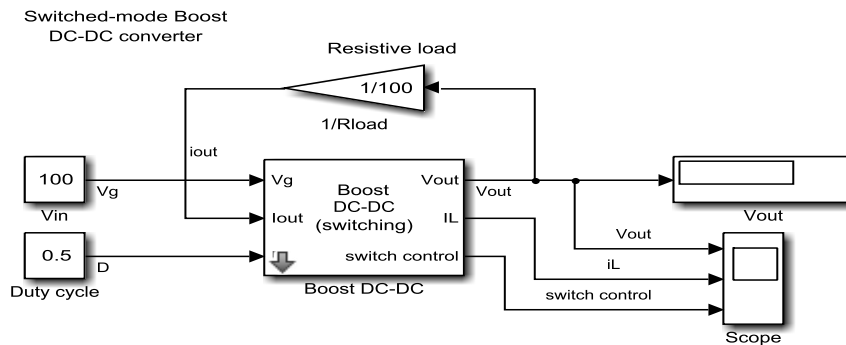 Switched-mode Boost
DC-DC converter
Resistive load
1/100
1/Rload
iout
100
Vg
Vin
0.5
D
Duty cycle
Vg
Iout
Boost
DC-DC
(switching)
Vout
IL
switch control
Boost DC-DC
Vout
Vout
Vout
iL
switch control
Scope